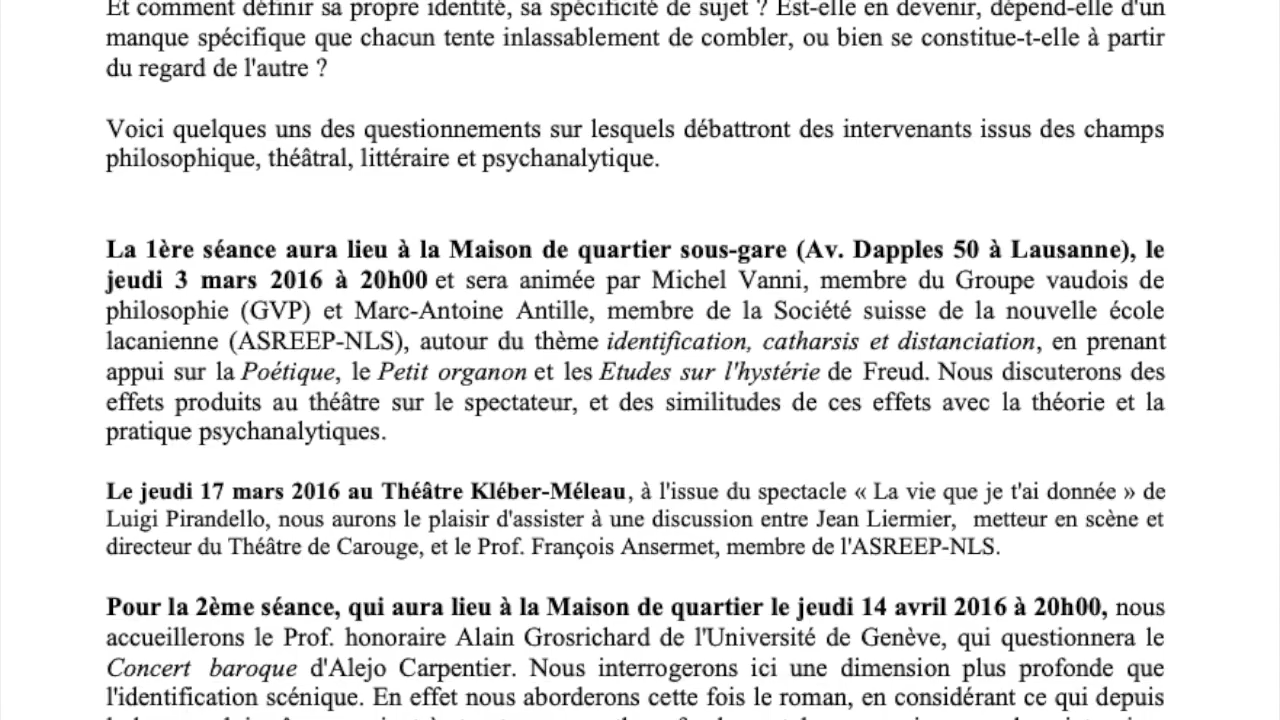 Et comment définir sa propre identité, sa spécificité de sujet ? Est-elle en devenir, dépend-elle d'un
manque spécifique que chacun tente inlassablement de combler, ou bien se constitue-t-elle à partir
du regard de l'autre ?
Voici quelques uns des questionnements sur lesquels débattront des intervenants issus des champs
philosophique, théâtral, littéraire et psychanalytique.
La 1ère séance aura lieu à la Maison de quartier sous-gare (Av. Dapples 50 à Lausanne), le
jeudi 3 mars 2016 à 20h00 et sera animée par Michel Vanni, membre du Groupe vaudois de
philosophie (GVP) et Marc-Antoine Antille, membre de la Société suisse de la nouvelle école
lacanienne (ASREEP-NLS), autour du thème identification, catharsis et distanciation, en prenant
appui sur la Poétique, le Petit organon et les Etudes sur l'hystérie de Freud. Nous discuterons des
effets produits au théâtre sur le spectateur, et des similitudes de ces effets avec la théorie et la
pratique psychanalytiques.
Le jeudi 17 mars 2016 au Théâtre Kléber-Méleau, à l'issue du spectacle « La vie que je t'ai donnée » de
Luigi Pirandello, nous aurons le plaisir d'assister à une discussion entre Jean Liermier, metteur en scène et
directeur du Théâtre de Carouge, et le Prof. François Ansermet, membre de l'ASREEP-NLS.
Pour la 2ème séance, qui aura lieu à la Maison de quartier le jeudi 14 avril 2016 à 20h00, nous
accueillerons le Prof. honoraire Alain Grosrichard de l'Université de Genève, qui questionnera le
Concert baroque d'Alejo Carpentier. Nous interrogerons ici une dimension plus profonde que
l'identification scénique. En effet nous aborderons cette fois le roman, en considérant ce qui depuis